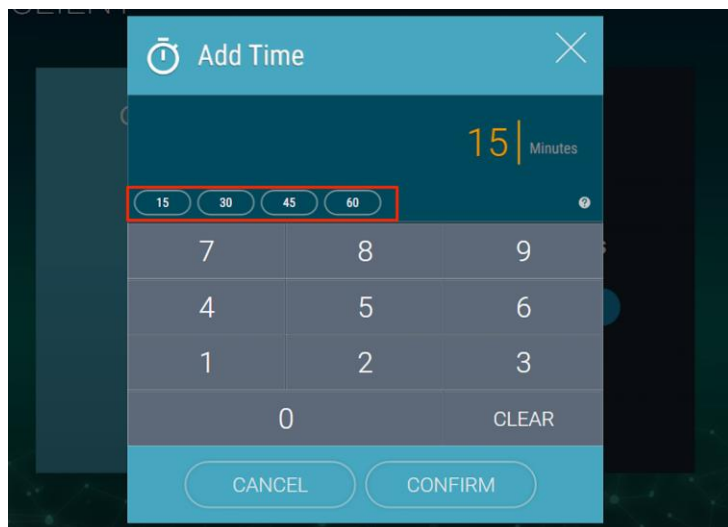 Add Time
15 Minutes
15 30 45 60 ?
7 8 9
4 5 6
1 2 3
0 CLEAR
CANCEL CONFIRM